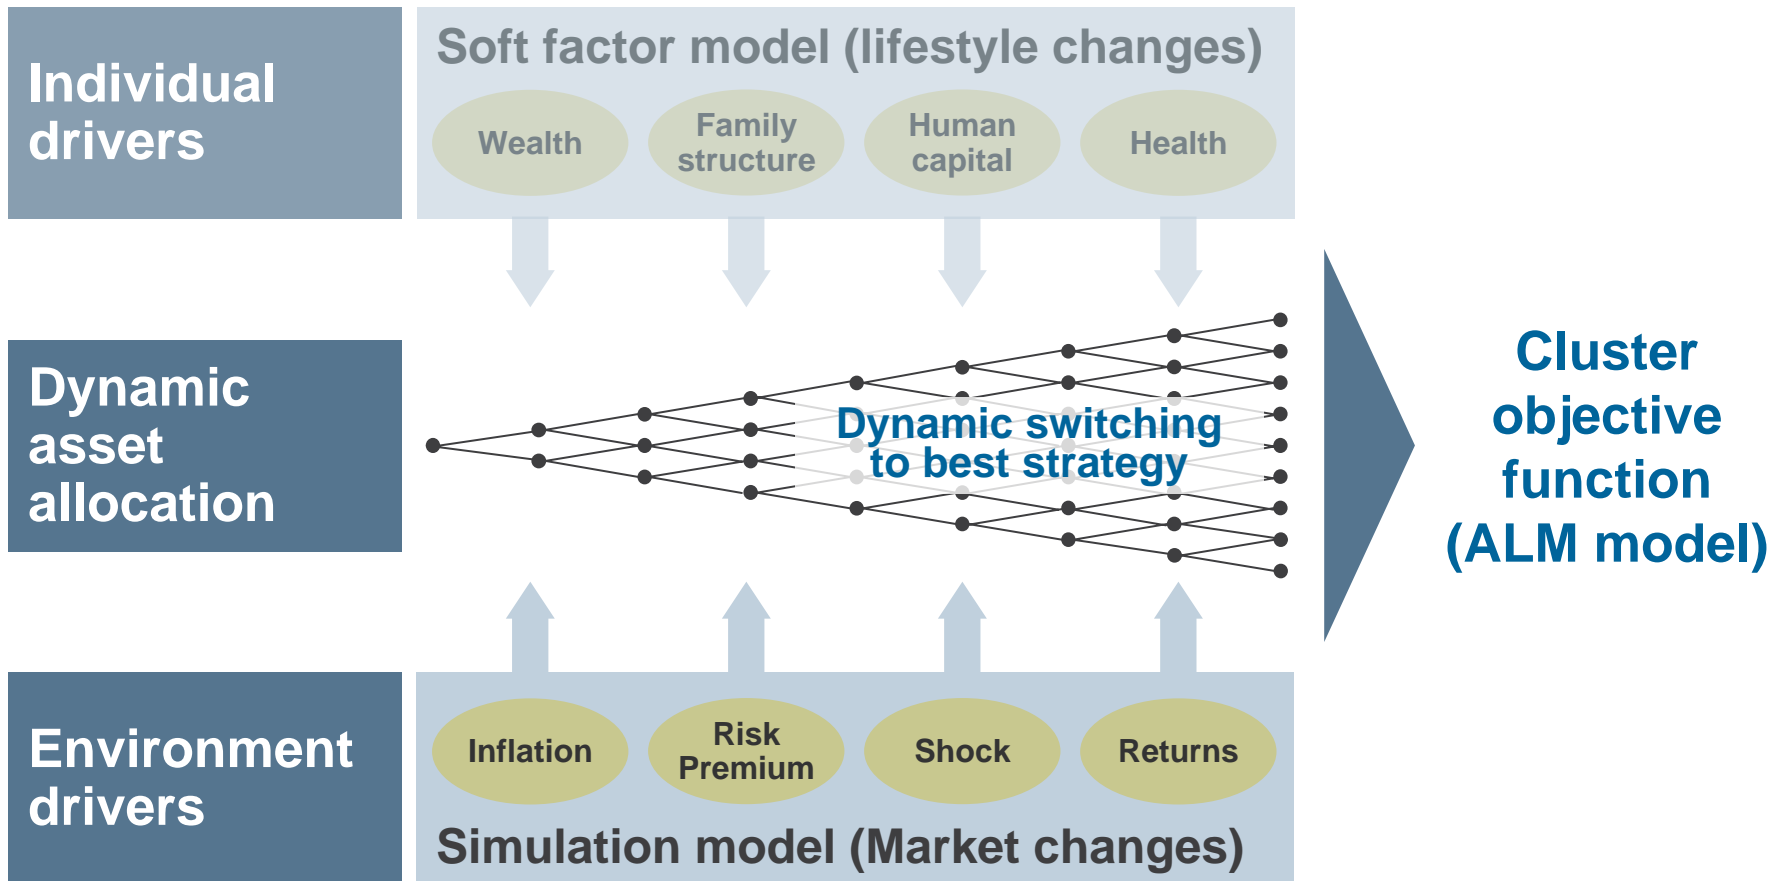 Individual
drivers
Soft factor model (lifestyle changes)
Wealth
Family
structure
Human
capital
Health
Dynamic
asset
allocation
Dynamic switching
to best strategy
Cluster
objective
function
(ALM model)
Environment
drivers
Inflation
Risk
Premium
Shock
Returns
Simulation model (Market changes)